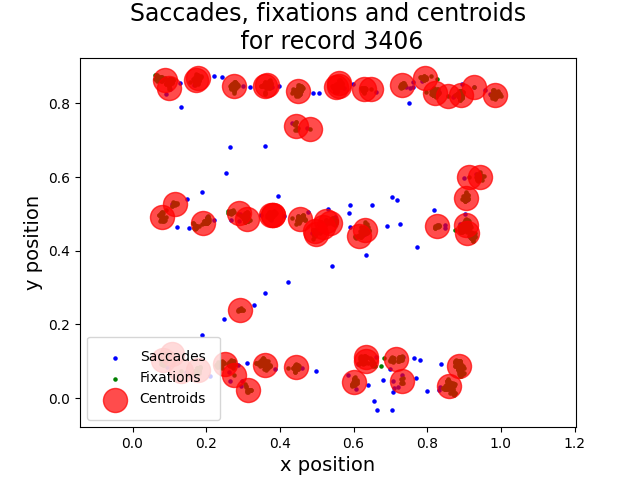 Saccades, fixations and centroids
for record 3406
y position
0.8
0.6
0.4
0.2
0.0
Saccades
Fixations
Centroids
0.0 0.2 0.4 0.6 0.8 1.0 1.2
x position